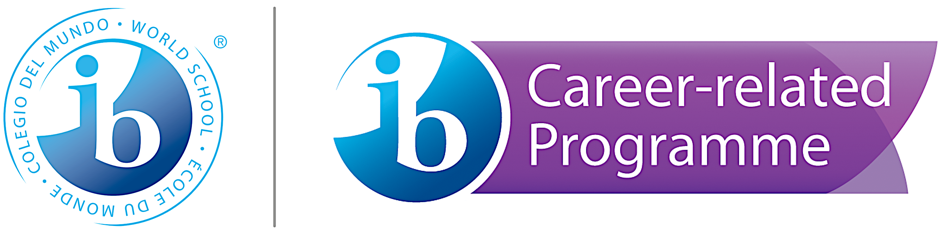 COLEGIO DEL MUNDO · WORLD SCHOOL · ÉCOLE DU MONDE ·
ib
®
ib
Career-related
Programme